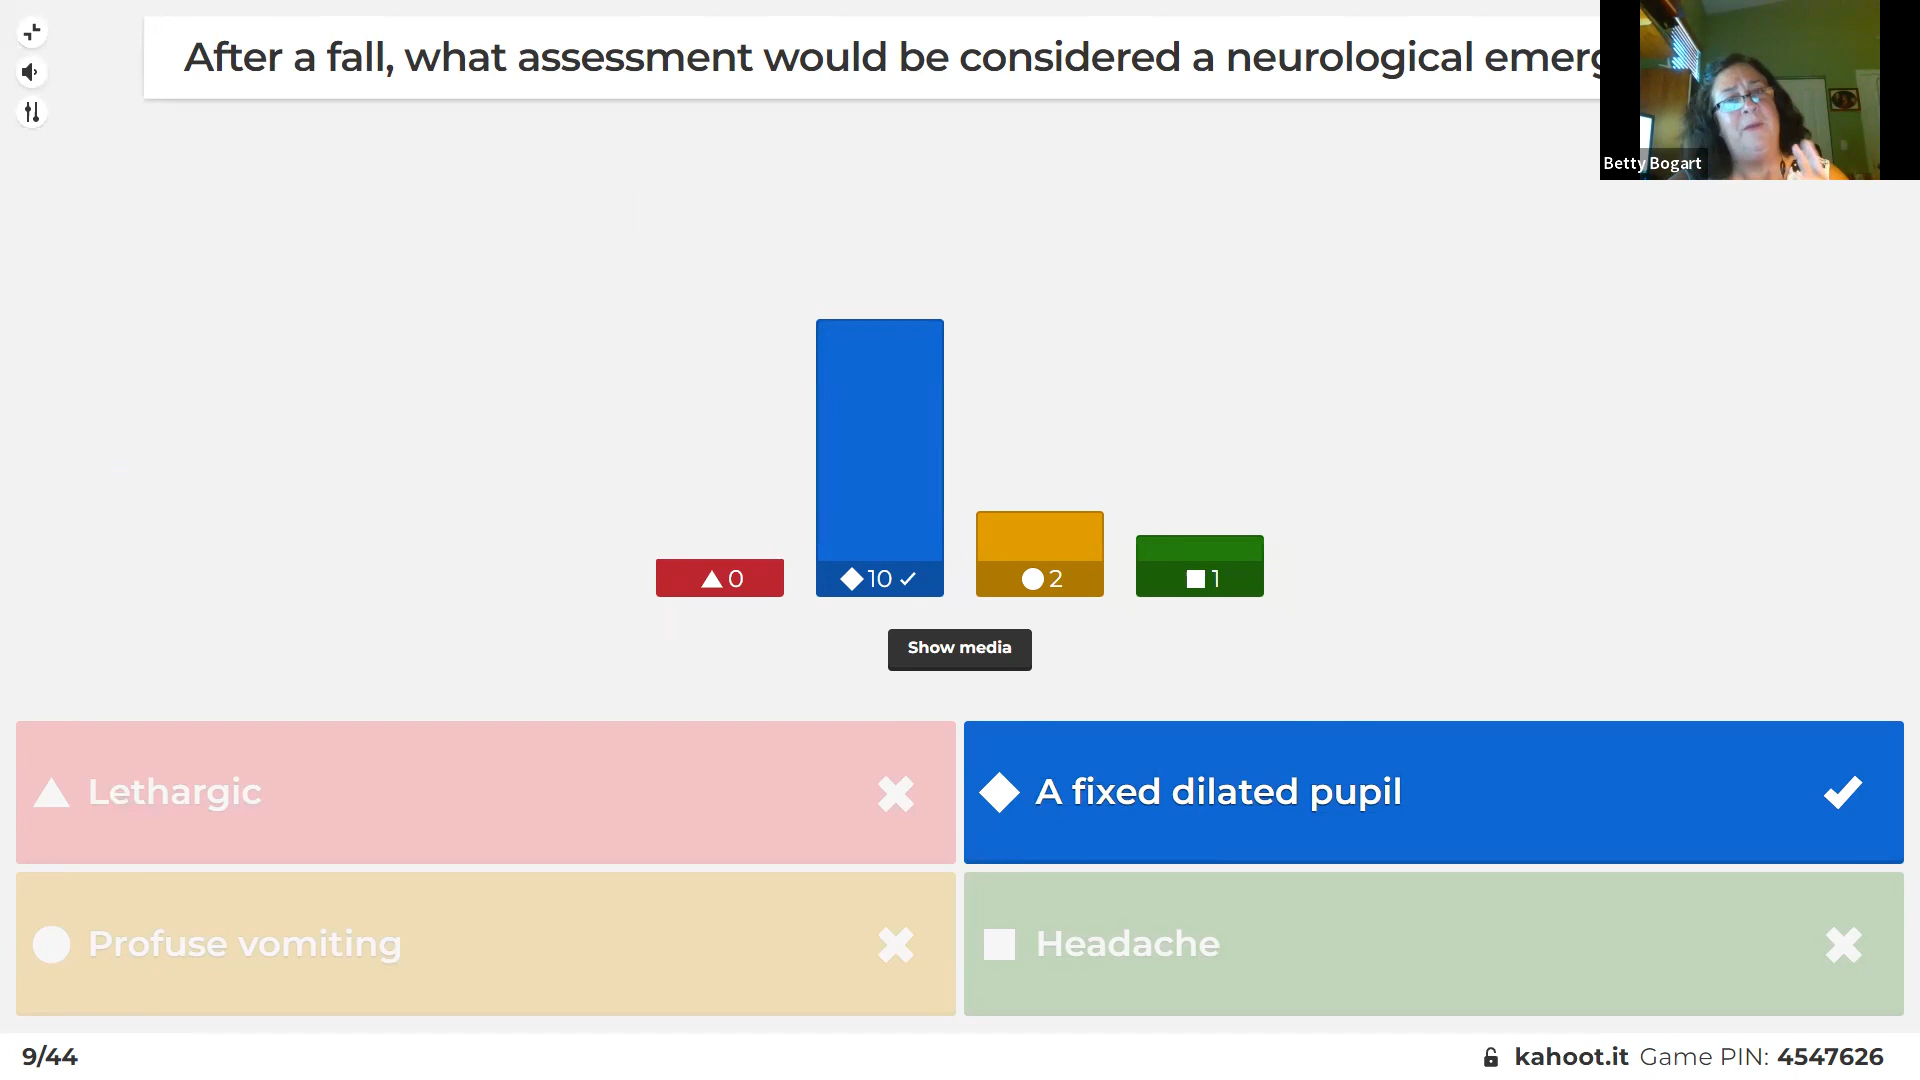 After a fall, what assessment would be considered a neurological emerg
Betty Bogart
0
10
2
1
Show media
Lethargic
A fixed dilated pupil
Profuse vomiting
Headache
9/44
kahoot.it Game PIN: 4547626